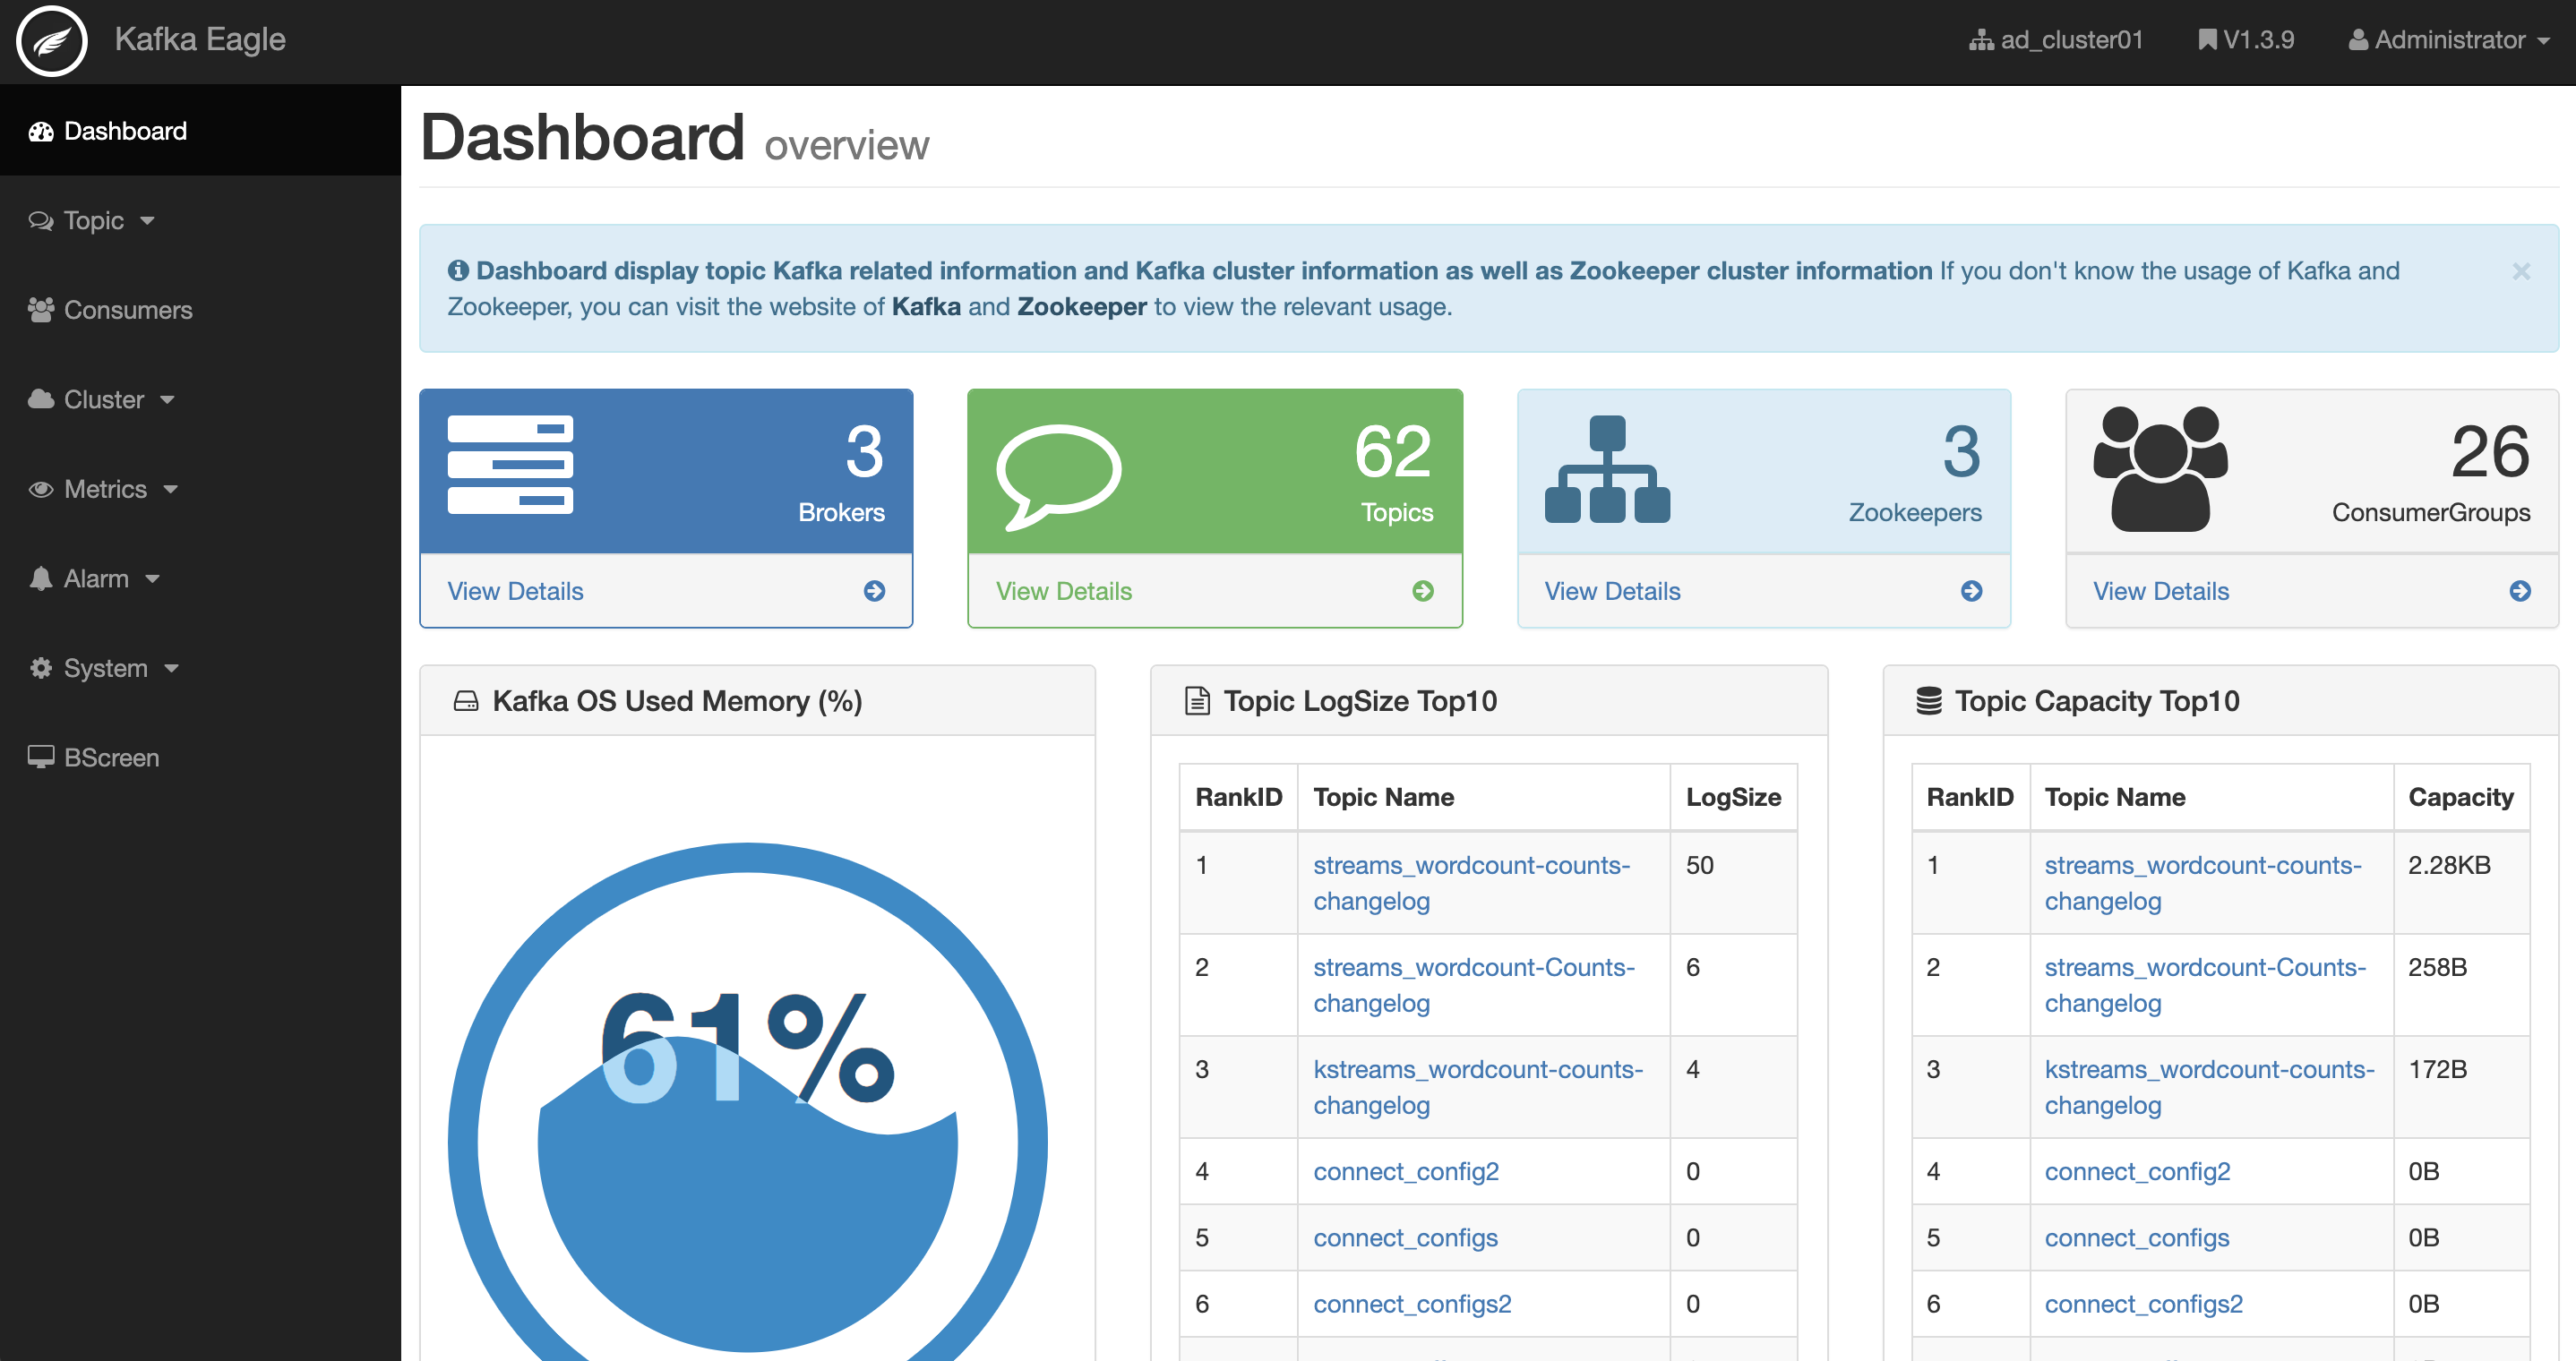 Kafka Eagle
ad_cluster01
V1.3.9
Administrator
Dashboard
Topic
Consumers
Cluster
Metrics
Alarm
System
BScreen
Dashboard overview
Dashboard display topic Kafka related information and Kafka cluster information as well as Zookeeper cluster information If you don't know the usage of Kafka and
Zookeeper, you can visit the website of Kafka and Zookeeper to view the relevant usage.
×
3
Brokers
View Details
62
Topics
View Details
3
Zookeepers
View Details
26
ConsumerGroups
View Details
Kafka OS Used Memory (%)
61%
Topic LogSize Top10
RankID Topic Name LogSize
1 streams_wordcount-counts- 50
changelog
2 streams_wordcount-Counts- 6
changelog
3 kstreams_wordcount-counts- 4
changelog
4 connect_config2 0
5 connect_configs 0
6 connect_configs2 0
Topic Capacity Top10
RankID Topic Name Capacity
1 streams_wordcount-counts- 2.28KB
changelog
2 streams_wordcount-Counts- 258B
changelog
3 kstreams_wordcount-counts- 172B
changelog
4 connect_config2 0B
5 connect_configs 0B
6 connect_configs2 0B